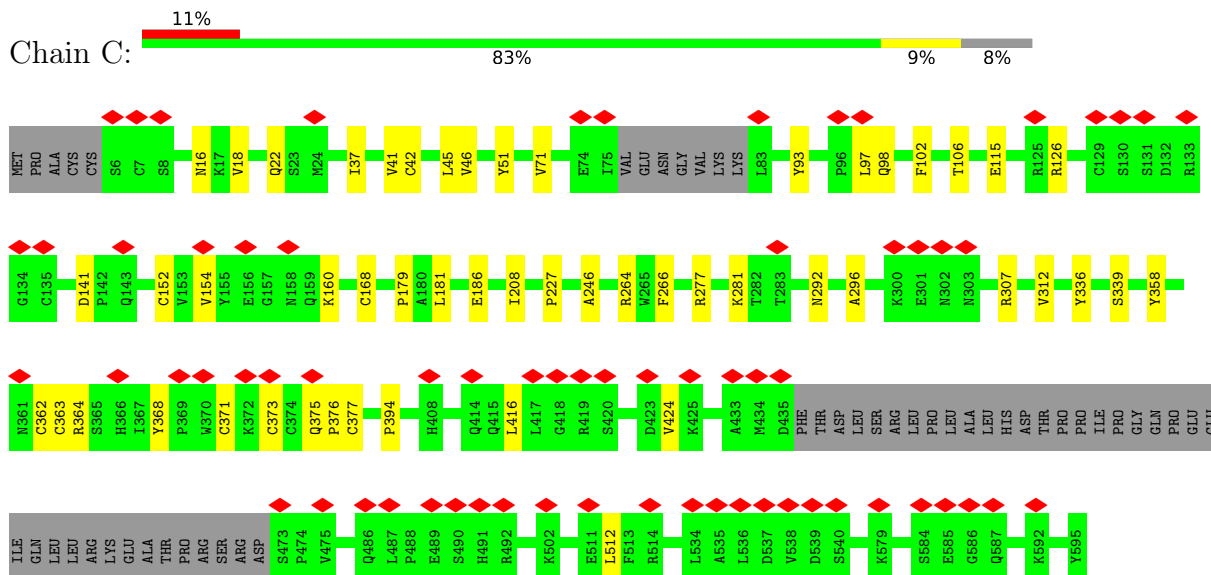 11%
Chain C:
83% 9% 8%
MET PRO ALA CYS CYS S6 C7 S8 N16 K17 V18 Q22 S23 M24 I37 V41 C42 L45 V46 Y51 V71 E74 I75 VAL GLU ASN GLY VAL LYS LYS L83 Y93 P96 L97 Q98 F102 T106 E115 R125 R126 C129 S130 S131 D132 R133
G134 C135 D141 P142 Q143 C152 V153 V154 Y155 E156 G157 N158 Q159 K160 C168 P179 A180 L181 E186 I208 P227 A246 R264 W265 F266 R277 K281 T282 T283 N292 A296 K300 E301 N302 N303 R307 V312 Y336 S339 Y358
N361 C362 C363 R364 S365 H366 I367 Y368 P369 W370 C371 K372 C373 C374 Q375 P376 C377 P394 H408 Q414 Q415 L416 L417 G418 R419 S420 D423 V424 K425 A433 M434 D435 PHE THR ASP LEU SER ARG LEU PRO LEU ALA LEU HIS ASP THR PRO PRO ILE PRO GLY GLN PRO GLU GLU
ILE GLN LEU LEU ARG LYS GLU ALA THR PRO ARG SER ARG ASP S473 P474 V475 Q486 L487 P488 E489 S490 H491 R492 K502 E511 L512 F513 R514 L534 A535 L536 D537 V538 D539 S540 K579 S584 E585 G586 Q587 K592 Y595